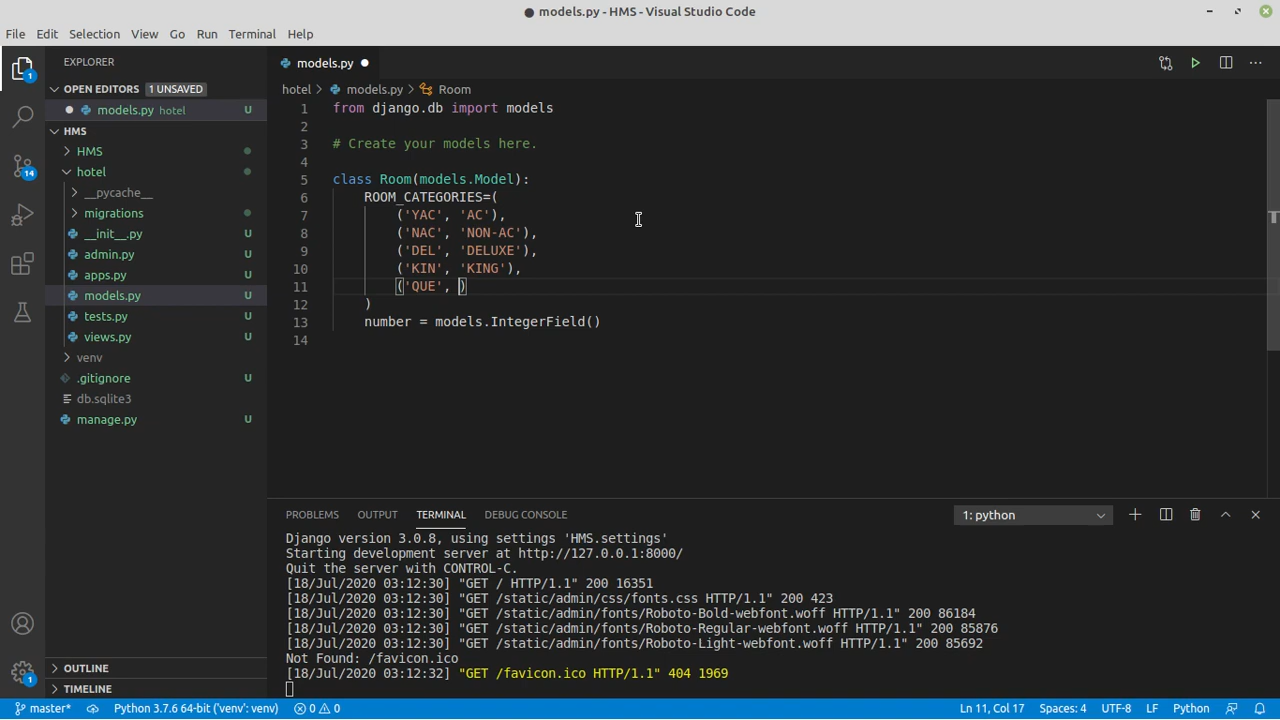 models.py - HMS - Visual Studio Code
File Edit Selection View Go Run Terminal Help
EXPLORER
OPEN EDITORS 1 UNSAVED
models.py hotel U
HMS
HMS
hotel
__pycache__
migrations
__init__.py U
admin.py U
apps.py U
models.py U
tests.py U
views.py U
venv
.gitignore U
db.sqlite3
manage.py U
OUTLINE
TIMELINE
1
14
1
models.py
hotel > models.py > Room
1 from django.db import models
2
3 # Create your models here.
4
5 class Room(models.Model):
6 ROOM_CATEGORIES=(
7 ('YAC', 'AC'),
8 ('NAC', 'NON-AC'),
9 ('DEL', 'DELUXE'),
10 ('KIN', 'KING'),
11 ('QUE', )
12 )
13 number = models.IntegerField()
14
PROBLEMS OUTPUT TERMINAL DEBUG CONSOLE 1: python
Django version 3.0.8, using settings 'HMS.settings'
Starting development server at http://127.0.0.1:8000/
Quit the server with CONTROL-C.
[18/Jul/2020 03:12:30] "GET / HTTP/1.1" 200 16351
[18/Jul/2020 03:12:30] "GET /static/admin/css/fonts.css HTTP/1.1" 200 423
[18/Jul/2020 03:12:30] "GET /static/admin/fonts/Roboto-Bold-webfont.woff HTTP/1.1" 200 86184
[18/Jul/2020 03:12:30] "GET /static/admin/fonts/Roboto-Regular-webfont.woff HTTP/1.1" 200 85876
[18/Jul/2020 03:12:30] "GET /static/admin/fonts/Roboto-Light-webfont.woff HTTP/1.1" 200 85692
Not Found: /favicon.ico
[18/Jul/2020 03:12:32] "GET /favicon.ico HTTP/1.1" 404 1969
master* Python 3.7.6 64-bit ('venv': venv) 0 0 Ln 11, Col 17 Spaces: 4 UTF-8 LF Python